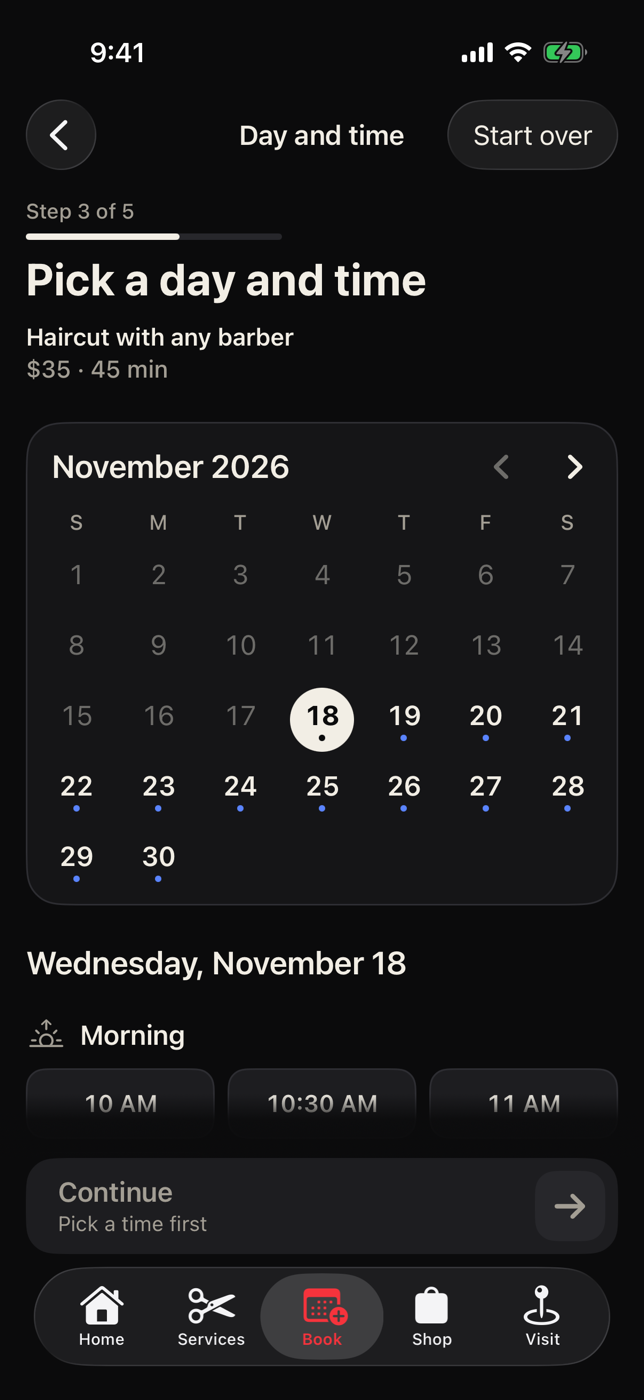 9:41
Day and time
Start over
Step 3 of 5
Pick a day and time
Haircut with any barber
$35 · 45 min
November 2026
S M T W T F S
1 2 3 4 5 6 7
8 9 10 11 12 13 14
15 16 17 18 19 20 21
22 23 24 25 26 27 28
29 30
Wednesday, November 18
Morning
10 AM 10:30 AM 11 AM
Continue
Pick a time first
Home Services Book Shop Visit